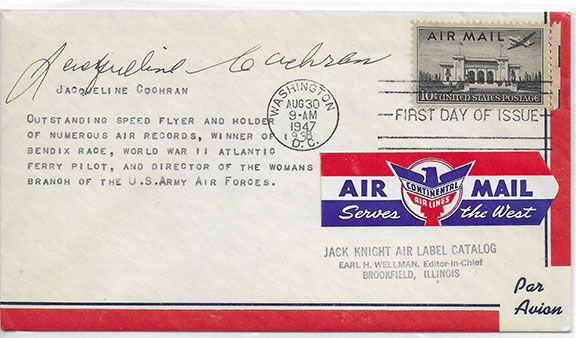 Jacqueline Cochran
JACQUELINE COCHRAN
OUTSTANDING SPEED FLYER AND HOLDER
OF NUMEROUS AIR RECORDS, WINNER OF
BENDIX RACE, WORLD WAR II ATLANTIC
FERRY PILOT, AND DIRECTOR OF THE WOMANS
BRANCH OF THE U.S.ARMY AIR FORCES.
WASHINGTON
AUG 30
9-AM
1947
D. C.
AIR MAIL
10¢ UNITED STATES POSTAGE
FIRST DAY OF ISSUE
AIR MAIL
CONTINENTAL
AIR LINES
Serves the West
JACK KNIGHT AIR LABEL CATALOG
EARL H. WELLMAN, Editor-in-Chief
BROOKFIELD, ILLINOIS
Par
Avion